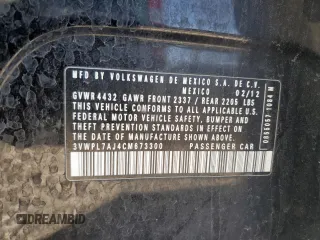 MFD BY VOLKSWAGEN DE MEXICO S.A. DE C.V.
MEXICO 02/12
GVWR 4432 GAWR FRONT 2337 / REAR 2205 LBS
THIS VEHICLE CONFORMS TO ALL APPLICABLE U.S.
FEDERAL MOTOR VEHICLE SAFETY, BUMPER AND
THEFT PREVENTION STANDARDS IN EFFECT ON THE
DATE OF MANUFACTURE SHOWN ABOVE.
3VWPL7AJ4CM673300 PASSENGER CAR
1084 M
DREAMBID